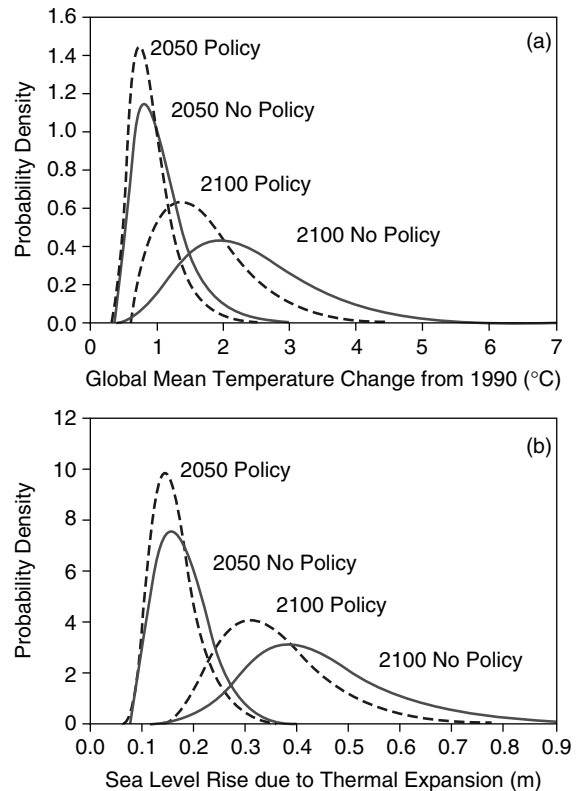 1.6
(a)
2050 Policy
1.4
1.2
2050 No Policy
1.0
0.8
2100 Policy
0.6
2100 No Policy
0.4
0.2
0.0
Probability Density
0 1 2 3 4 5 6 7
Global Mean Temperature Change from 1990 (°C)
12
(b)
10
2050 Policy
8
2050 No Policy
6
2100 Policy
4
2100 No Policy
2
0
Probability Density
0.0 0.1 0.2 0.3 0.4 0.5 0.6 0.7 0.8 0.9
Sea Level Rise due to Thermal Expansion (m)